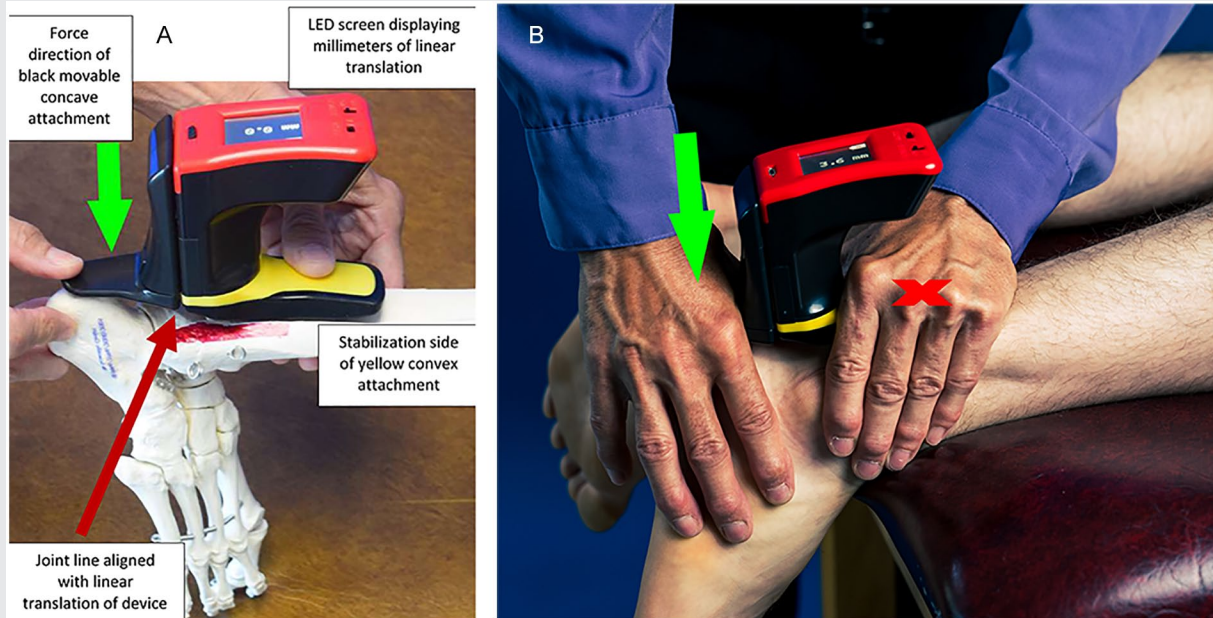 Force
direction of
black movable
concave
attachment
A
LED screen displaying
millimeters of linear
translation
mm 0.0
Stabilization side
of yellow convex
attachment
Joint line aligned
with linear
translation of device
B
3.6 mm